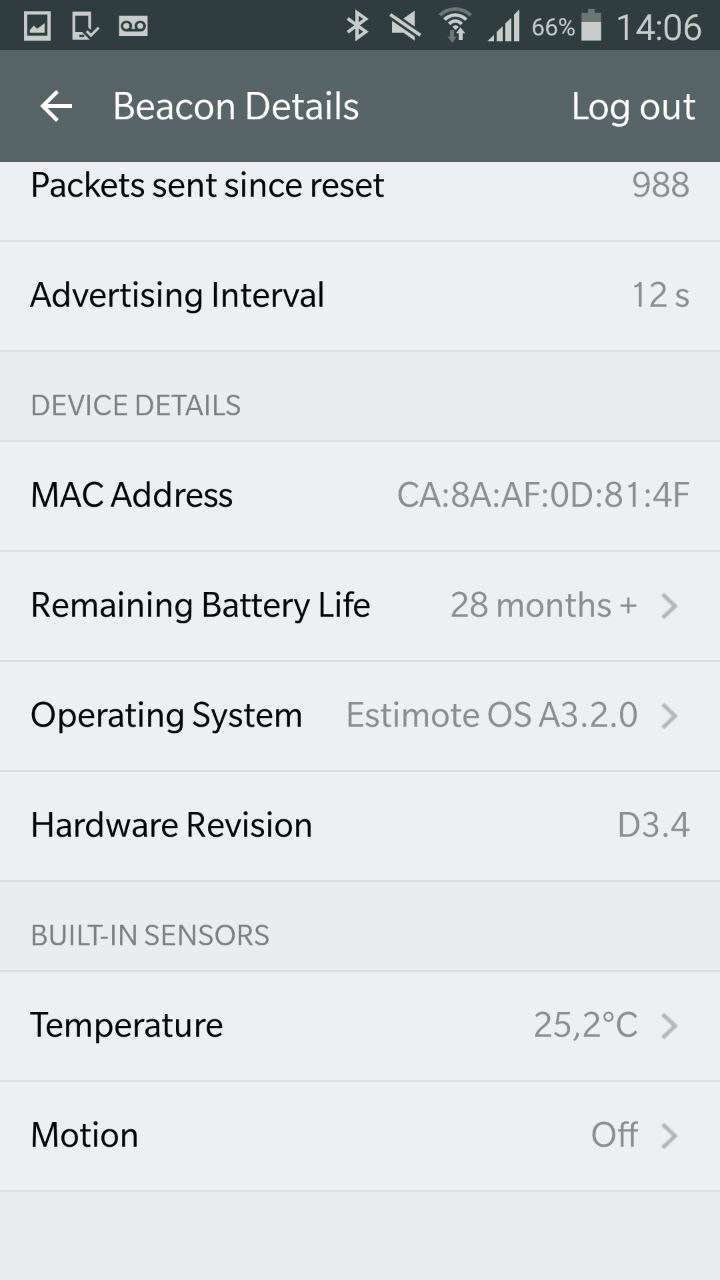 66% 14:06
Beacon Details Log out
Packets sent since reset 988
Advertising Interval 12 s
DEVICE DETAILS
MAC Address CA:8A:AF:0D:81:4F
Remaining Battery Life 28 months +
Operating System Estimote OS A3.2.0
Hardware Revision D3.4
BUILT-IN SENSORS
Temperature 25,2°C
Motion Off